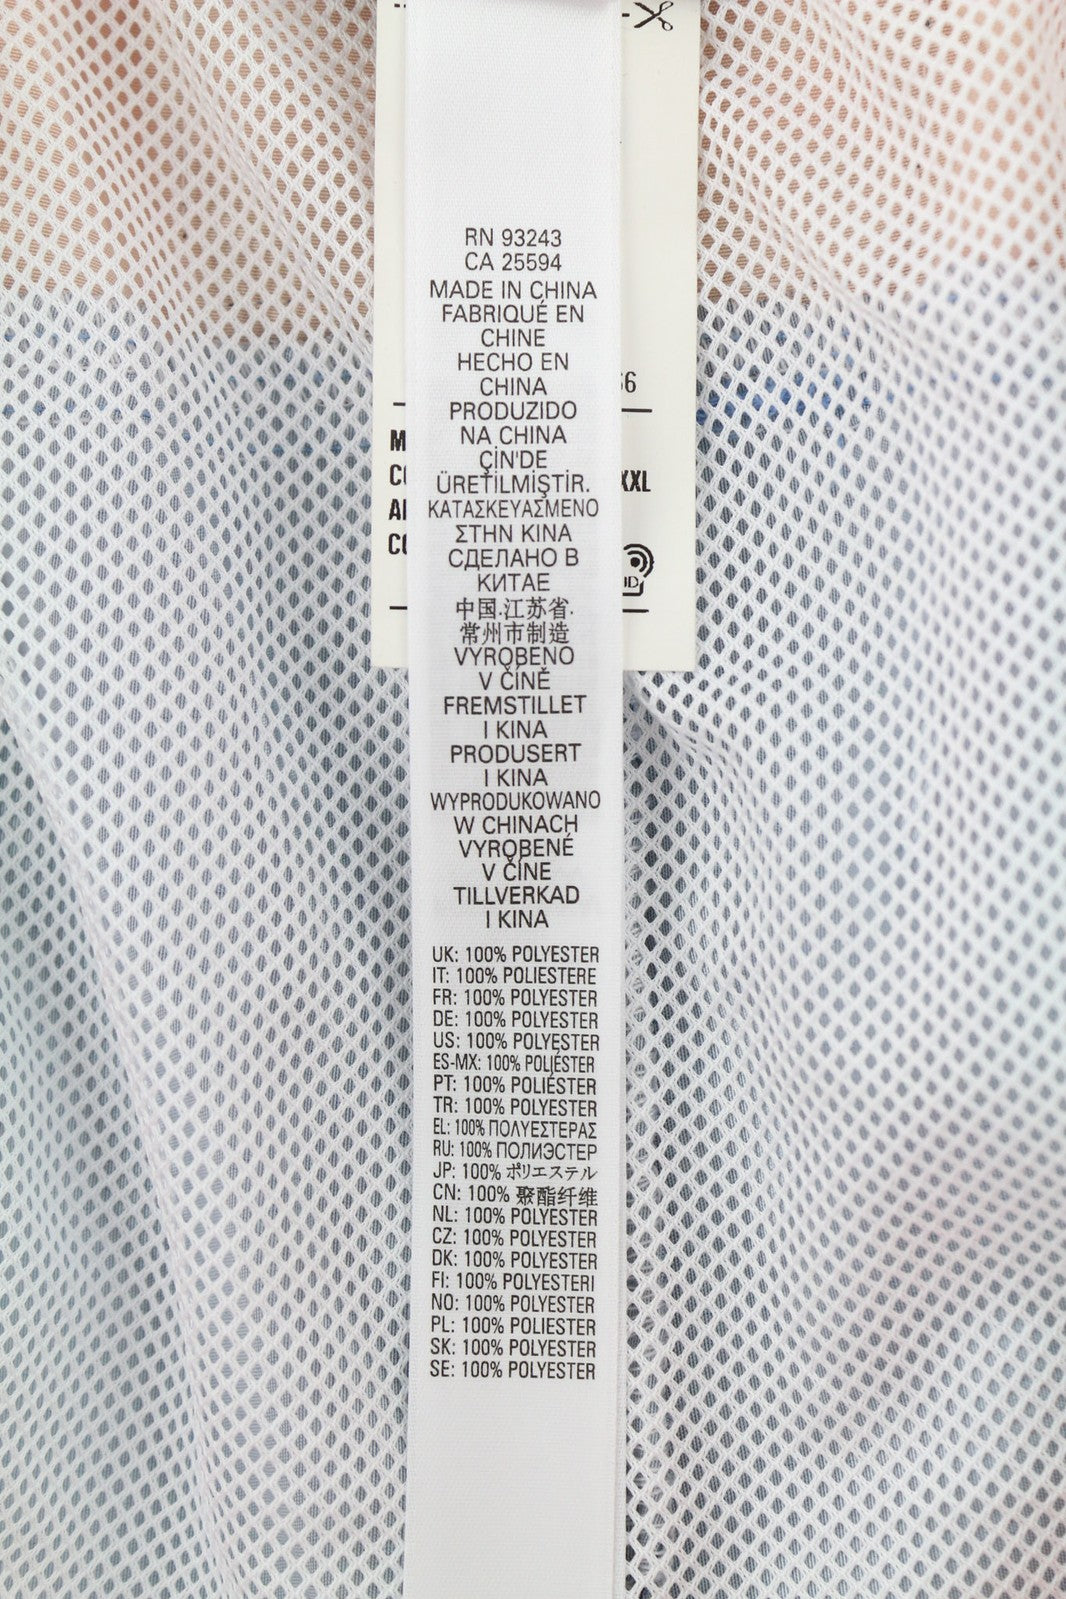 RN 93243
CA 25594
MADE IN CHINA
FABRIQUÉ EN
CHINE
HECHO EN
CHINA
PRODUZIDO
NA CHINA
ÇİN'DE
ÜRETİLMİŞTİR.
ΚΑΤΑΣΚΕΥΑΣΜΕΝΟ
ΣΤΗΝ ΚΙΝΑ
СДЕЛАНО В
КИТАЕ
中国.江苏省.
常州市制造
VYROBENO
V ČÍNĚ
FREMSTILLET
I KINA
PRODUSERT
I KINA
WYPRODUKOWANO
W CHINACH
VYROBENÉ
V ČÍNE
TILLVERKAD
I KINA
UK: 100% POLYESTER
IT: 100% POLIESTERE
FR: 100% POLYESTER
DE: 100% POLYESTER
US: 100% POLYESTER
ES-MX: 100% POLIÉSTER
PT: 100% POLIÉSTER
TR: 100% POLYESTER
EL: 100% ΠΟΛΥΕΣΤΕΡΑΣ
RU: 100% ПОЛИЭСТЕР
JP: 100% ポリエステル
CN: 100% 聚酯纤维
NL: 100% POLYESTER
CZ: 100% POLYESTER
DK: 100% POLYESTER
FI: 100% POLYESTERI
NO: 100% POLYESTER
PL: 100% POLIESTER
SK: 100% POLYESTER
SE: 100% POLYESTER
XXL